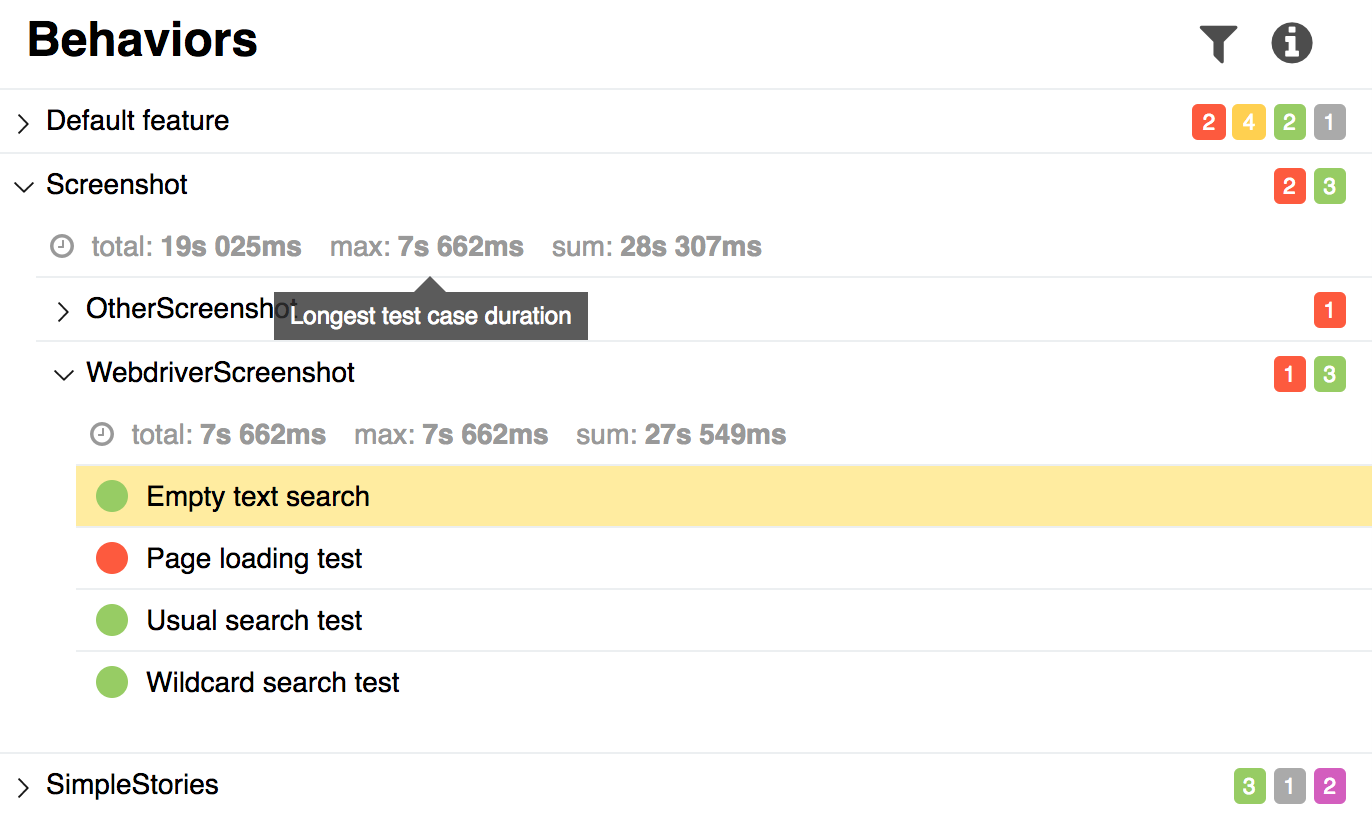 Behaviors
Default feature 2 4 2 1
Screenshot 2 3
total: 19s 025ms max: 7s 662ms sum: 28s 307ms
OtherScreenshot 1
Longest test case duration
WebdriverScreenshot 1 3
total: 7s 662ms max: 7s 662ms sum: 27s 549ms
Empty text search
Page loading test
Usual search test
Wildcard search test
SimpleStories 3 1 2